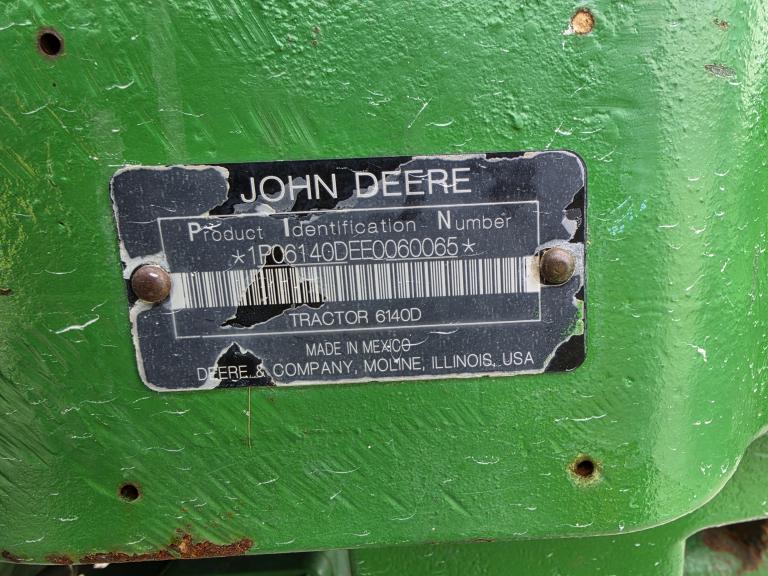 JOHN DEERE
Product Identification Number
*1P06140DEE0060065*
TRACTOR 6140D
MADE IN MEXICO
DEERE & COMPANY, MOLINE, ILLINOIS, USA